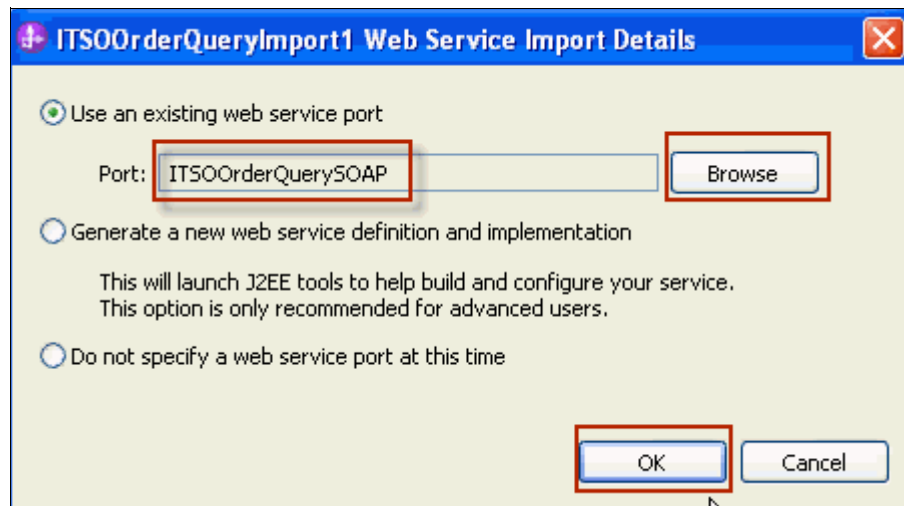 ITSOOrderQueryImport1 Web Service Import Details
Use an existing web service port
Port: ITSOOrderQuerySOAP Browse
Generate a new web service definition and implementation
This will launch J2EE tools to help build and configure your service.
This option is only recommended for advanced users.
Do not specify a web service port at this time
OK Cancel